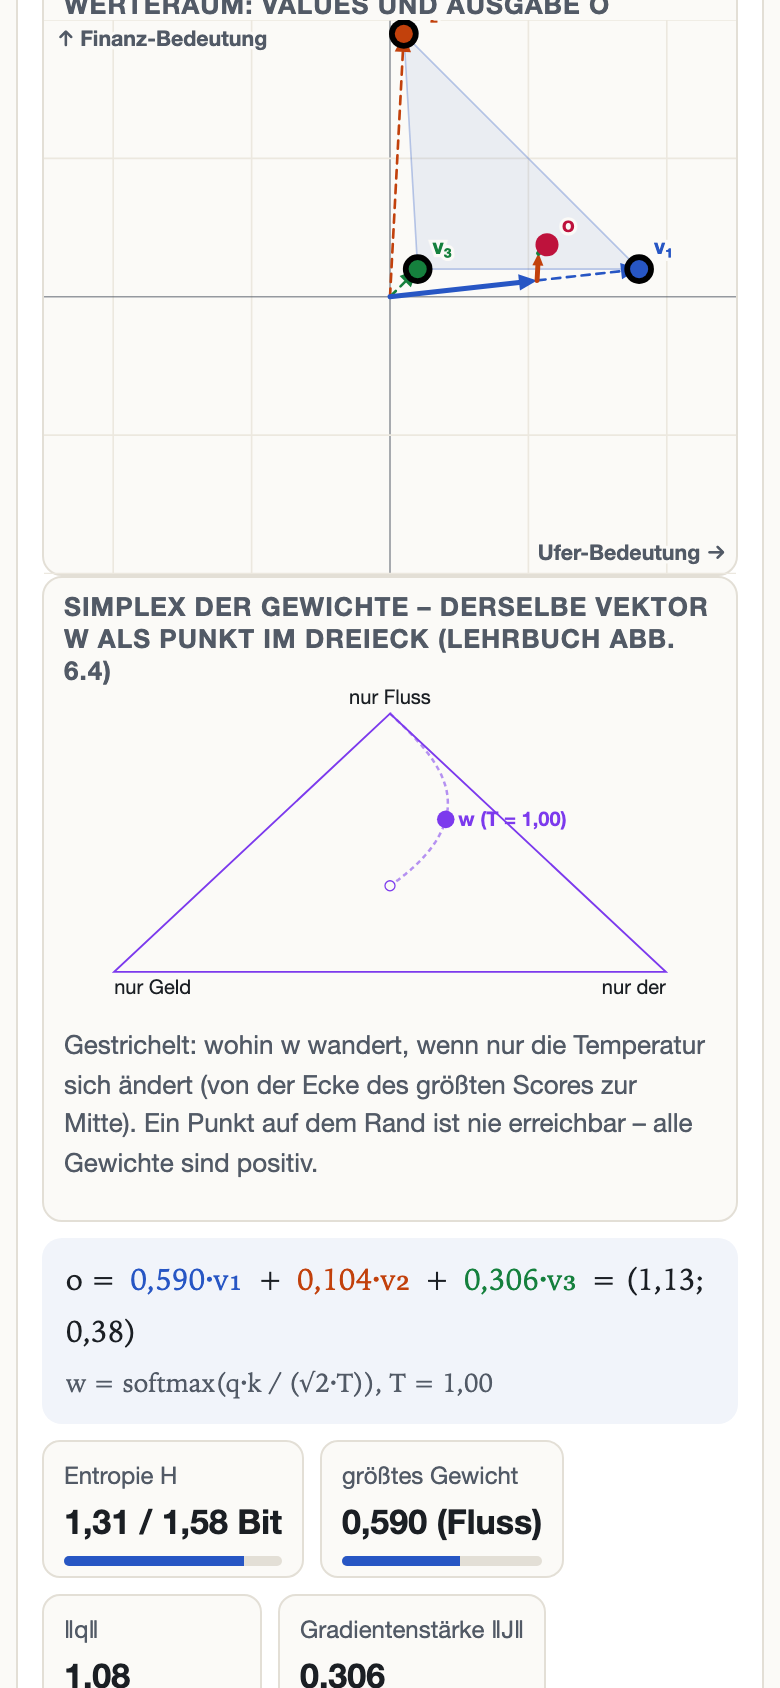 WERTERAUM: VALUES UND AUSGABE O
↑ Finanz-Bedeutung
o
v₃
v₁
Ufer-Bedeutung →
SIMPLEX DER GEWICHTE – DERSELBE VEKTOR
W ALS PUNKT IM DREIECK (LEHRBUCH ABB.
6.4)
nur Fluss
w (T = 1,00)
nur Geld
nur der
Gestrichelt: wohin w wandert, wenn nur die Temperatur
sich ändert (von der Ecke des größten Scores zur
Mitte). Ein Punkt auf dem Rand ist nie erreichbar – alle
Gewichte sind positiv.
o = 0,590·v₁ + 0,104·v₂ + 0,306·v₃ = (1,13;
0,38)
w = softmax(q·k / (√2·T)), T = 1,00
Entropie H
1,31 / 1,58 Bit
größtes Gewicht
0,590 (Fluss)
‖q‖
1,08
Gradientenstärke ‖J‖
0,306